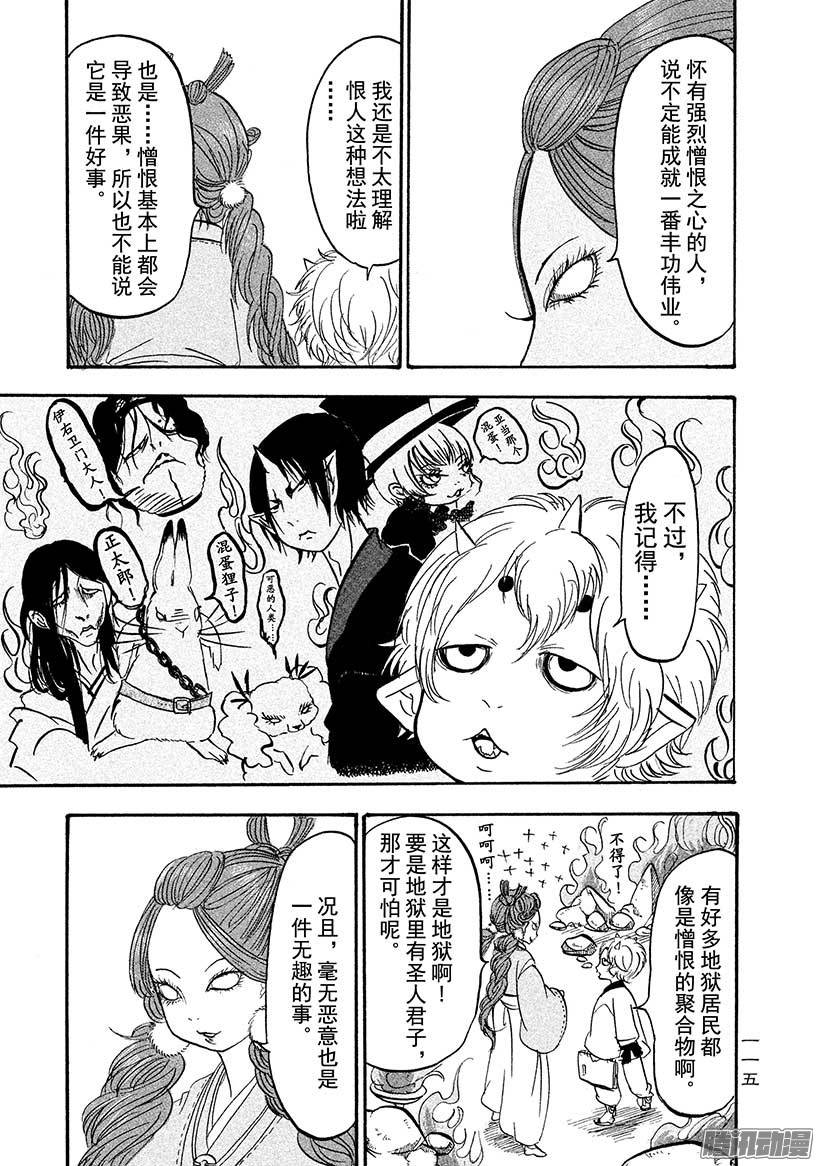 怀有强烈憎恨之心的人，
说不定能成就一番丰功伟业。
我还是不太理解
恨人这种想法啦
……
也是……憎恨基本上都会
导致恶果，所以也不能说
它是一件好事。
不过，
我记得……
亚当那个
混蛋！
伊右卫门大人！
可恶的人类……
混蛋狸子！
正太郎！
有好多地狱居民都
像是憎恨的聚合物啊。
不得了！
呵呵呵……
这样才是地狱啊！
要是地狱里有圣人君子，
那才可怕呢。
况且，毫无恶意也是
一件无趣的事。
一一五
腾讯动漫